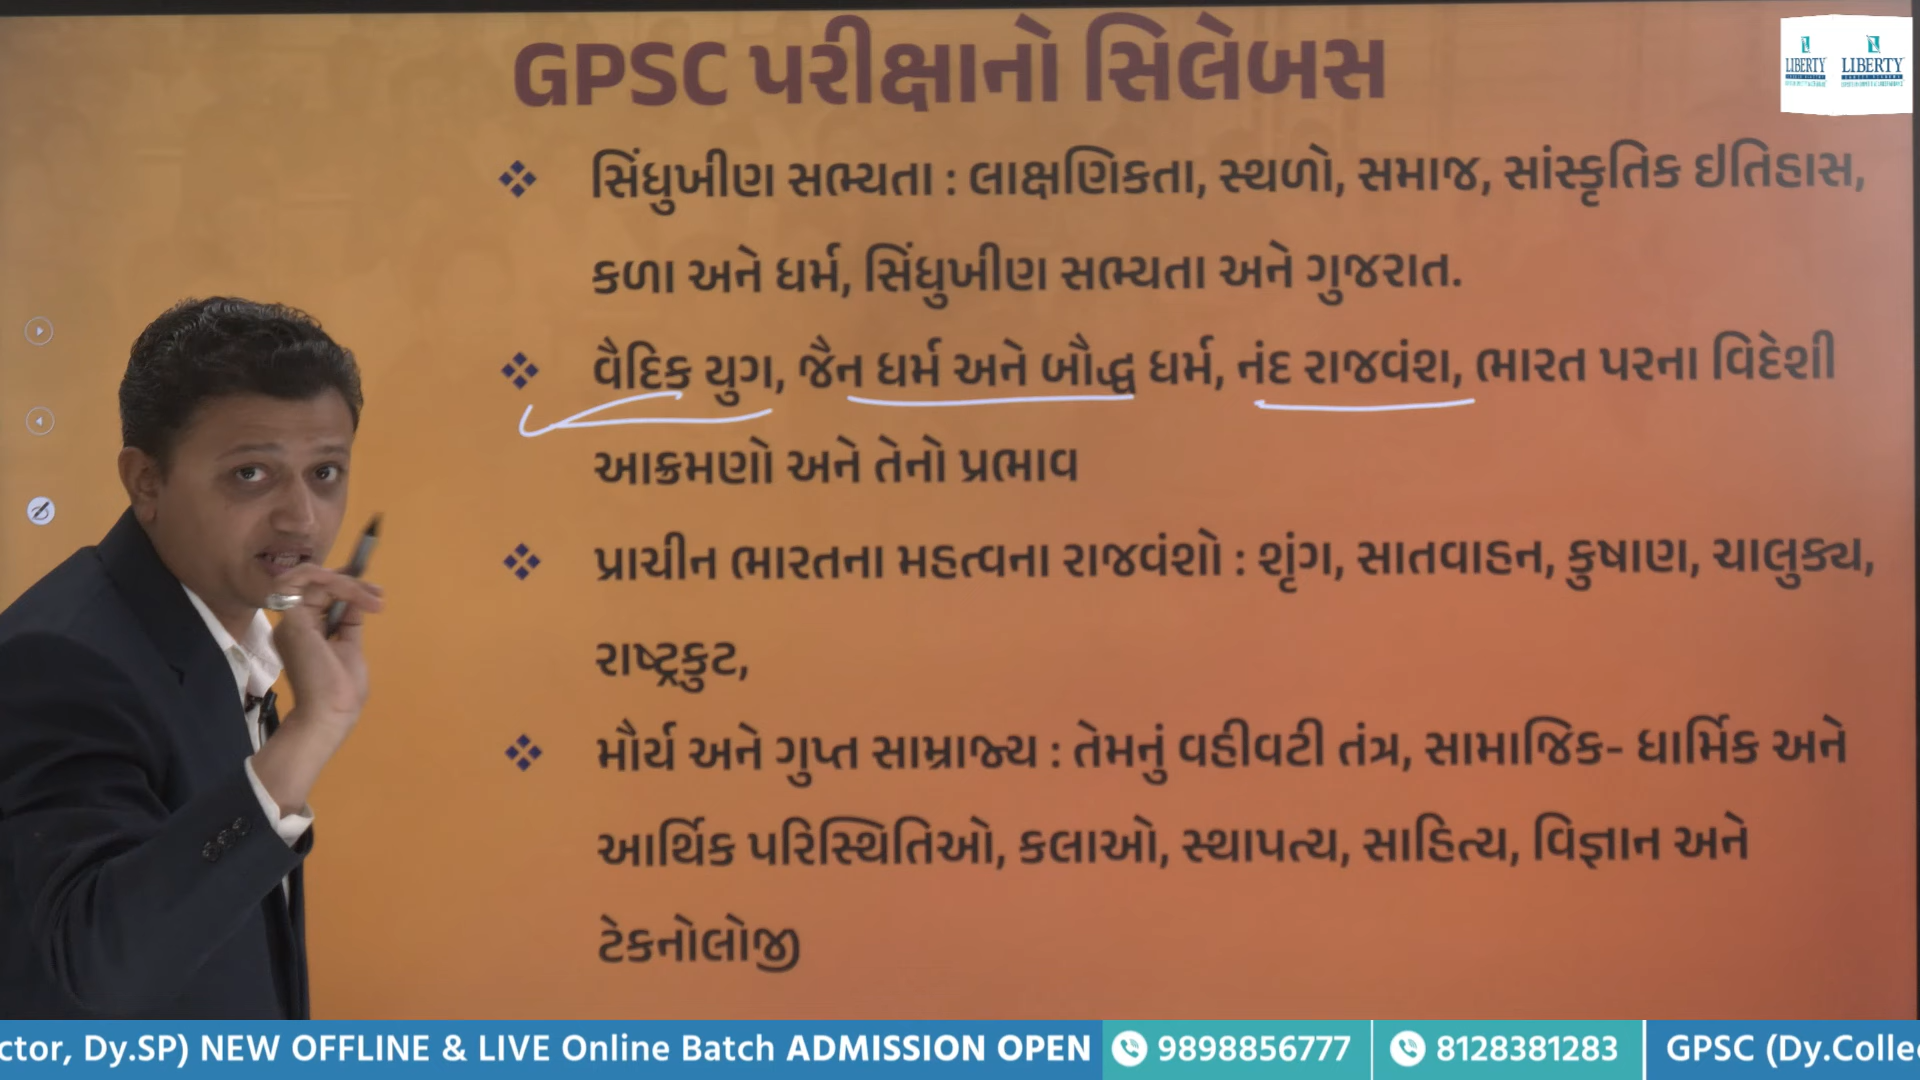 GPSC પરીક્ષાનો સિલેબસ
LIBERTY LIBERTY
સિંધુખીણ સભ્યતા : લાક્ષણિકતા, સ્થળો, સમાજ, સાંસ્કૃતિક ઇતિહાસ,
કળા અને ધર્મ, સિંધુખીણ સભ્યતા અને ગુજરાત.
વૈદિક યુગ, જૈન ધર્મ અને બૌદ્ધ ધર્મ, નંદ રાજવંશ, ભારત પરના વિદેશી
આક્રમણો અને તેનો પ્રભાવ
પ્રાચીન ભારતના મહત્વના રાજવંશો : શૃંગ, સાતવાહન, કુષાણ, ચાલુક્ય,
રાષ્ટ્રકુટ,
મૌર્ય અને ગુપ્ત સામ્રાજ્ય : તેમનું વહીવટી તંત્ર, સામાજિક- ધાર્મિક અને
આર્થિક પરિસ્થિતિઓ, કલાઓ, સ્થાપત્ય, સાહિત્ય, વિજ્ઞાન અને
ટેકનોલોજી
ctor, Dy.SP) NEW OFFLINE & LIVE Online Batch ADMISSION OPEN 9898856777 8128381283 GPSC (Dy.Collec